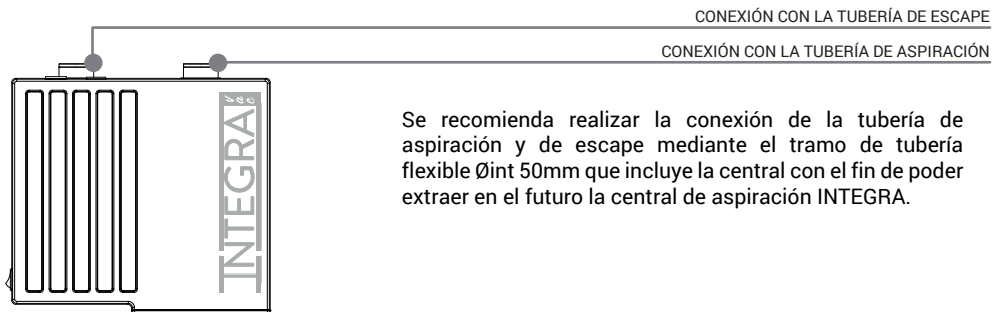 CONEXIÓN CON LA TUBERÍA DE ESCAPE
CONEXIÓN CON LA TUBERÍA DE ASPIRACIÓN
Se recomienda realizar la conexión de la tubería de
aspiración y de escape mediante el tramo de tubería
flexible Øint 50mm que incluye la central con el fin de poder
extraer en el futuro la central de aspiración INTEGRA.
INTEGRA
vac